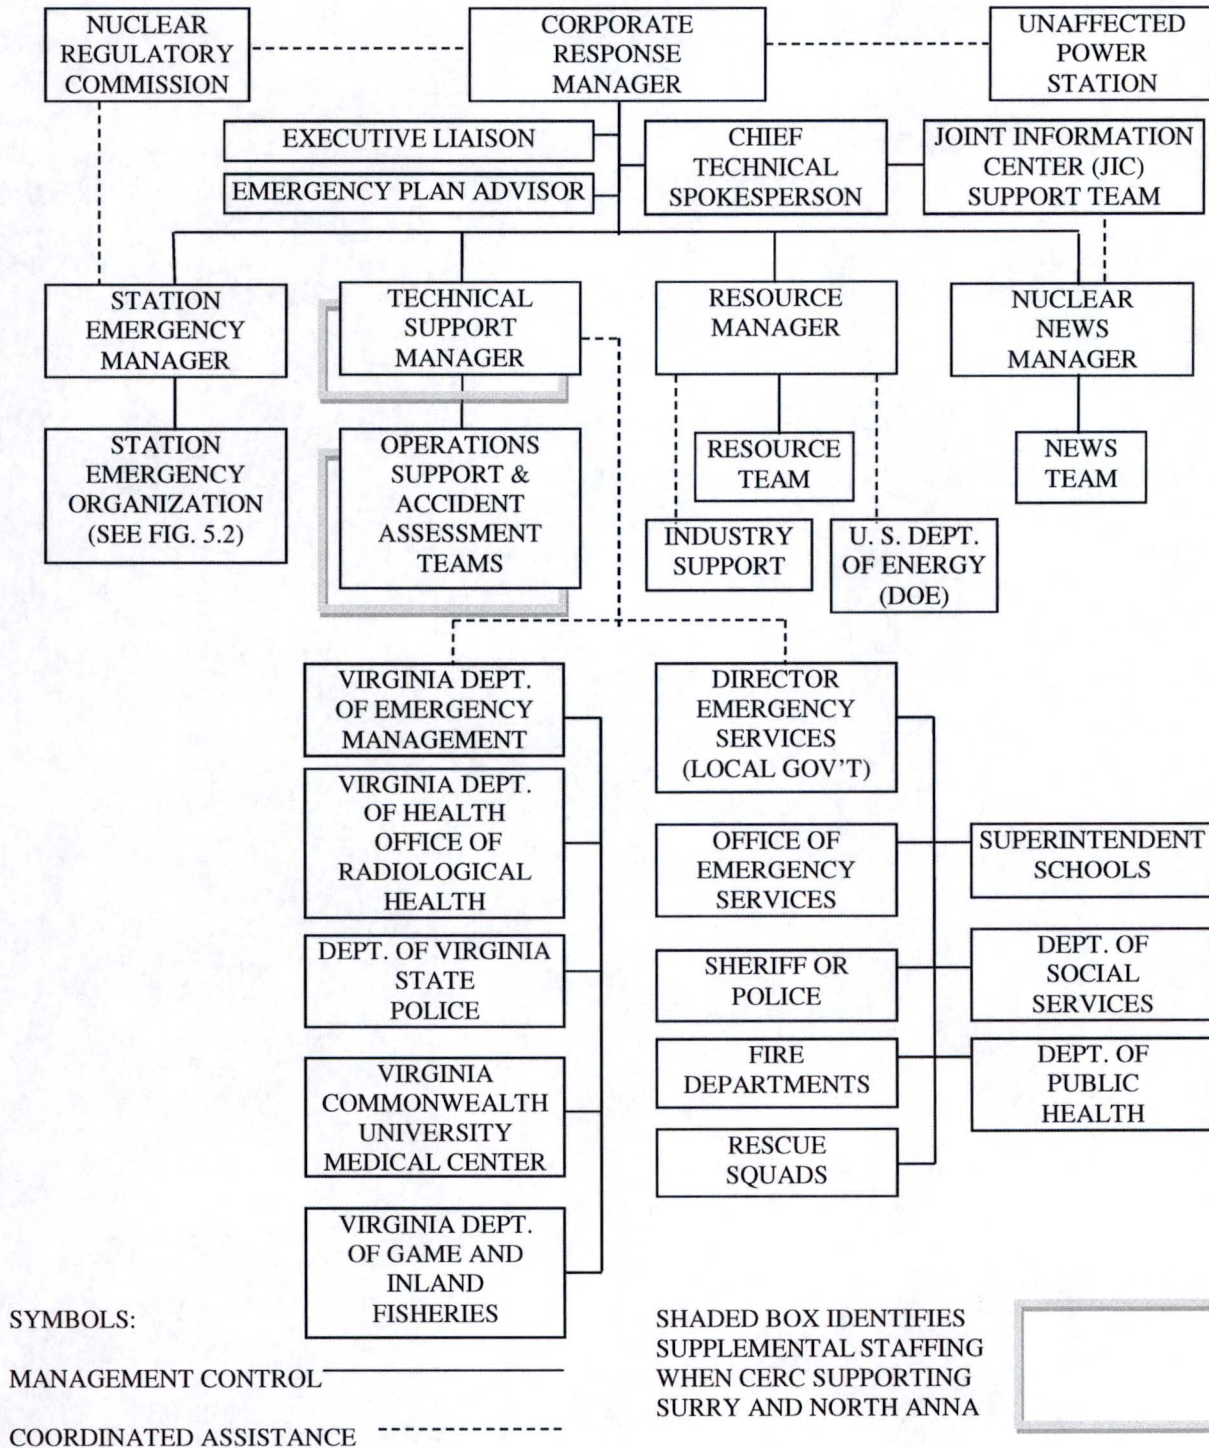 NUCLEAR
REGULATORY
COMMISSION
CORPORATE
RESPONSE
MANAGER
UNAFFECTED
POWER
STATION
EXECUTIVE LIAISON
EMERGENCY PLAN ADVISOR
CHIEF
TECHNICAL
SPOKESPERSON
JOINT INFORMATION
CENTER (JIC)
SUPPORT TEAM
STATION
EMERGENCY
MANAGER
TECHNICAL
SUPPORT
MANAGER
RESOURCE
MANAGER
NUCLEAR
NEWS
MANAGER
STATION
EMERGENCY
ORGANIZATION
(SEE FIG. 5.2)
OPERATIONS
SUPPORT &
ACCIDENT
ASSESSMENT
TEAMS
RESOURCE
TEAM
NEWS
TEAM
INDUSTRY
SUPPORT
U. S. DEPT.
OF ENERGY
(DOE)
VIRGINIA DEPT.
OF EMERGENCY
MANAGEMENT
VIRGINIA DEPT.
OF HEALTH
OFFICE OF
RADIOLOGICAL
HEALTH
DEPT. OF VIRGINIA
STATE
POLICE
VIRGINIA
COMMONWEALTH
UNIVERSITY
MEDICAL CENTER
VIRGINIA DEPT.
OF GAME AND
INLAND
FISHERIES
DIRECTOR
EMERGENCY
SERVICES
(LOCAL GOV'T)
OFFICE OF
EMERGENCY
SERVICES
SUPERINTENDENT
SCHOOLS
SHERIFF OR
POLICE
DEPT. OF
SOCIAL
SERVICES
FIRE
DEPARTMENTS
DEPT. OF
PUBLIC
HEALTH
RESCUE
SQUADS
SYMBOLS:
MANAGEMENT CONTROL
COORDINATED ASSISTANCE
SHADED BOX IDENTIFIES
SUPPLEMENTAL STAFFING
WHEN CERC SUPPORTING
SURRY AND NORTH ANNA